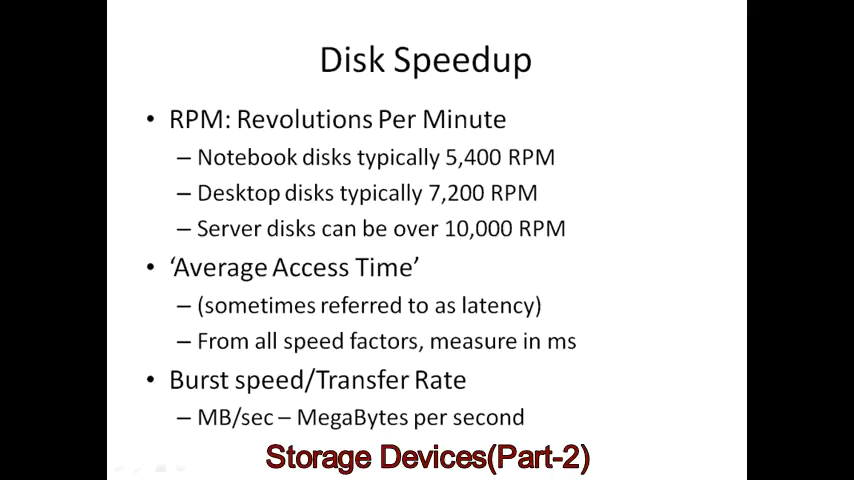 Disk Speedup
• RPM: Revolutions Per Minute
– Notebook disks typically 5,400 RPM
– Desktop disks typically 7,200 RPM
– Server disks can be over 10,000 RPM
• ‘Average Access Time’
– (sometimes referred to as latency)
– From all speed factors, measure in ms
• Burst speed/Transfer Rate
– MB/sec – MegaBytes per second
Storage Devices(Part-2)